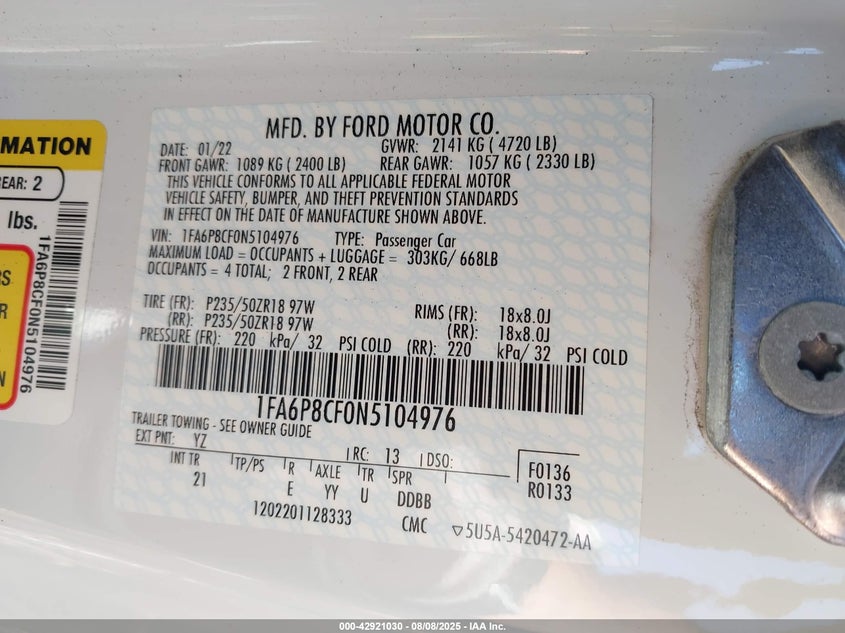 MATION
REAR: 2
lbs.
1FA6P8CF0N5104976
RS
R
N
MFD. BY FORD MOTOR CO.
DATE: 01/22 GVWR: 2141 KG ( 4720 LB)
FRONT GAWR: 1089 KG ( 2400 LB) REAR GAWR: 1057 KG ( 2330 LB)
THIS VEHICLE CONFORMS TO ALL APPLICABLE FEDERAL MOTOR
VEHICLE SAFETY, BUMPER, AND THEFT PREVENTION STANDARDS
IN EFFECT ON THE DATE OF MANUFACTURE SHOWN ABOVE.
VIN: 1FA6P8CF0N5104976 TYPE: Passenger Car
MAXIMUM LOAD = OCCUPANTS + LUGGAGE = 303KG/ 668LB
OCCUPANTS = 4 TOTAL; 2 FRONT, 2 REAR
TIRE (FR): P235/50ZR18 97W RIMS (FR): 18x8.0J
(RR): P235/50ZR18 97W (RR): 18x8.0J
PRESSURE (FR): 220 kPa/ 32 PSI COLD (RR): 220 kPa/ 32 PSI COLD
1FA6P8CF0N5104976
TRAILER TOWING - SEE OWNER GUIDE
EXT PNT: YZ RC: 13 DSO: F0136
INT TR TP/PS R AXLE TR SPR R0133
21 E YY U DDBB
1202201128333 CMC ▽5U5A-5420472-AA
000-42921030 - 08/08/2025 - IAA Inc.